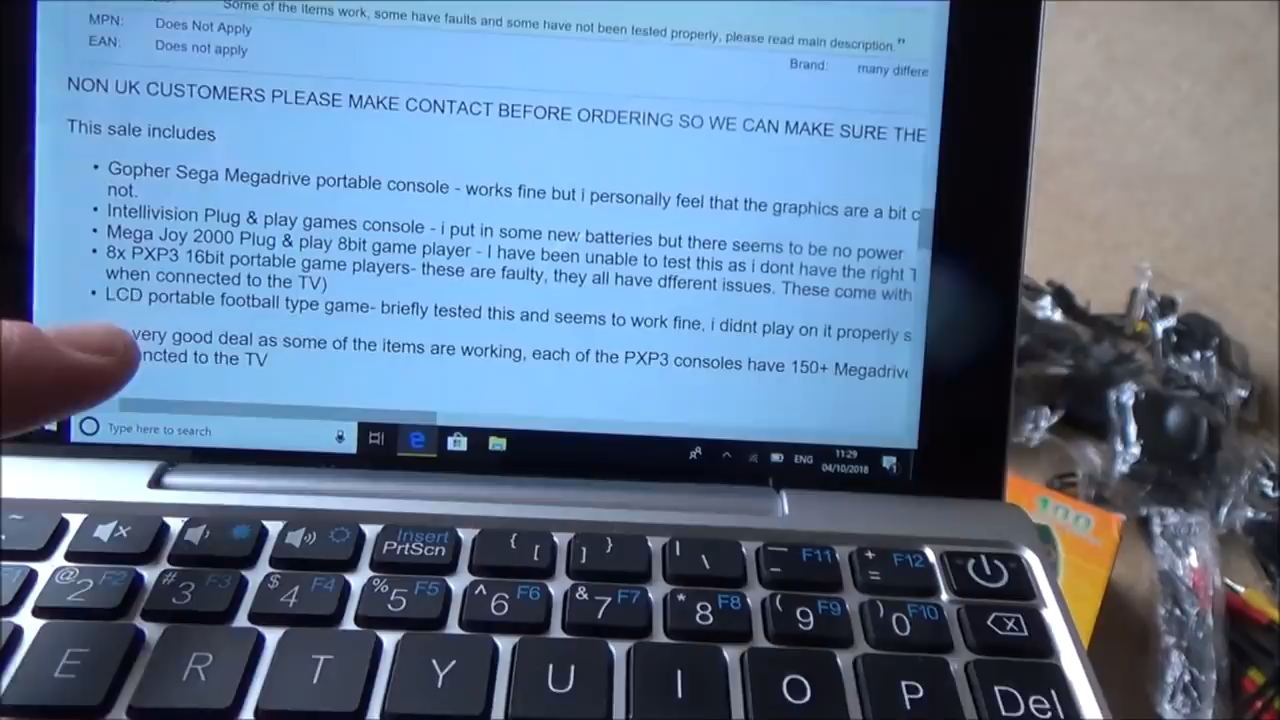 Some of the items work, some have faults and some have not been tested properly, please read main description."
MPN: Does Not Apply
EAN: Does not apply
Brand: many differe
NON UK CUSTOMERS PLEASE MAKE CONTACT BEFORE ORDERING SO WE CAN MAKE SURE THE
This sale includes
• Gopher Sega Megadrive portable console - works fine but i personally feel that the graphics are a bit c
not.
• Intellivision Plug & play games console - i put in some new batteries but there seems to be no power
• Mega Joy 2000 Plug & play 8bit game player - I have been unable to test this as i dont have the right
• 8x PXP3 16bit portable game players- these are faulty, they all have dfferent issues. These come with
when connected to the TV)
• LCD portable football type game- briefly tested this and seems to work fine, i didnt play on it properly s
very good deal as some of the items are working, each of the PXP3 consoles have 150+ Megadrive
ncted to the TV
Type here to search
ENG
11:29
04/10/2018
Insert
PrtScn
{ [
] }
| \
_ - F11
+ = F12
@ 2 F2
# 3 F3
$ 4 F4
% 5 F5
^ 6 F6
& 7 F7
* 8 F8
( 9 F9
) 0 F10
E R T Y U I O P Del
100